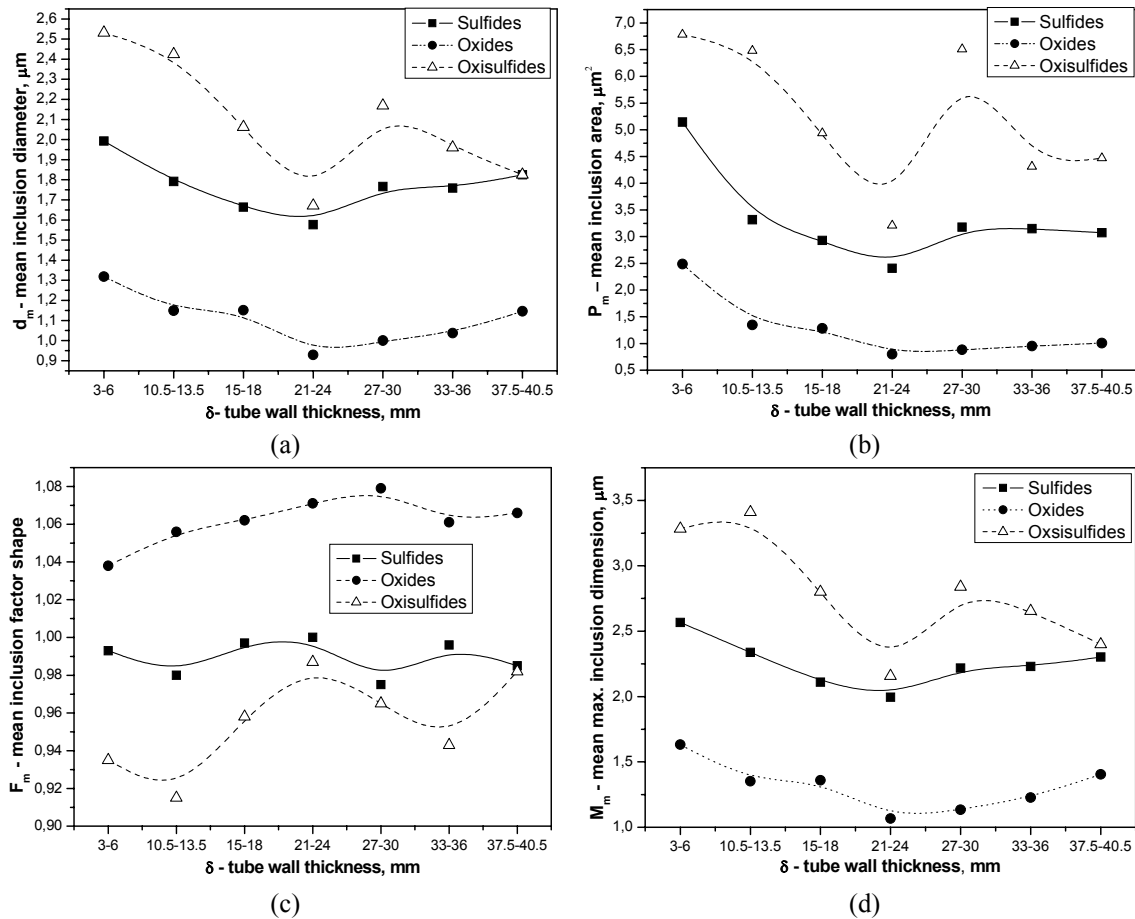 2,6
2,5
2,4
2,3
2,2
2,1
2,0
1,9
1,8
1,7
1,6
1,5
1,4
1,3
1,2
1,1
1,0
0,9
d_m - mean inclusion diameter, μm
Sulfides
Oxides
Oxisulfides
3-6 10.5-13.5 15-18 21-24 27-30 33-36 37.5-40.5
δ- tube wall thickness, mm
(a)
7,0
6,5
6,0
5,5
5,0
4,5
4,0
3,5
3,0
2,5
2,0
1,5
1,0
0,5
P_m – mean inclusion area, μm²
Sulfides
Oxides
Oxisulfides
3-6 10.5-13.5 15-18 21-24 27-30 33-36 37.5-40.5
δ - tube wall thickness, mm
(b)
1,08
1,06
1,04
1,02
1,00
0,98
0,96
0,94
0,92
0,90
F_m - mean inclusion factor shape
Sulfides
Oxides
Oxisulfides
3-6 10.5-13.5 15-18 21-24 27-30 33-36 37.5-40.5
δ - tube wall thickness, mm
(c)
3,5
3,0
2,5
2,0
1,5
1,0
M_m - mean max. inclusion dimension, μm
Sulfides
Oxides
Oxsisulfides
3-6 10.5-13.5 15-18 21-24 27-30 33-36 37.5-40.5
δ - tube wall thickness, mm
(d)